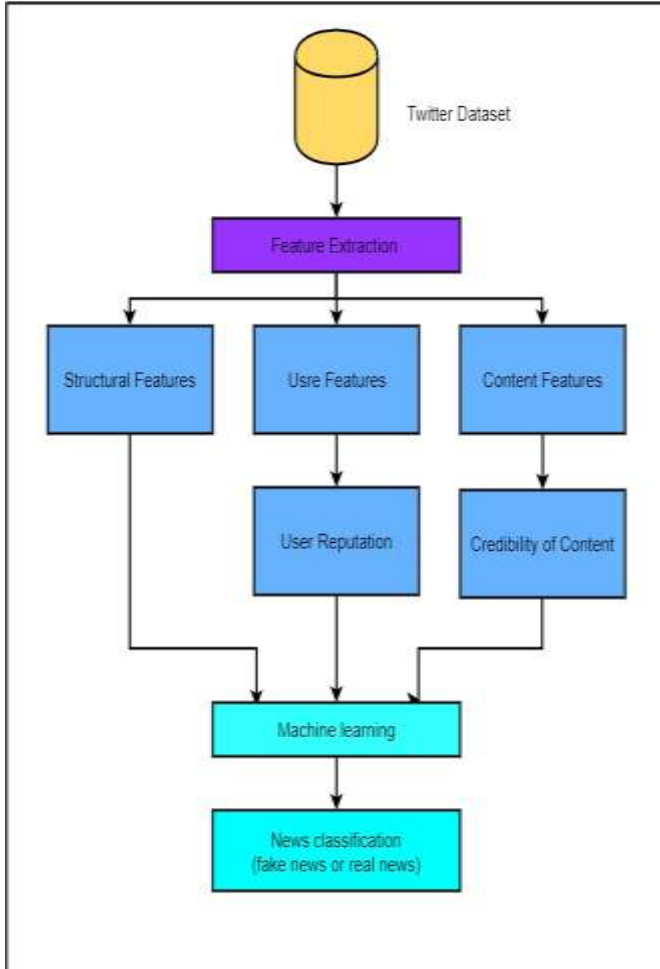 Twitter Dataset
Feature Extraction
Structural Features
Usre Features
Content Features
User Reputation
Credibility of Content
Machine learning
News classification
(fake news or real news)